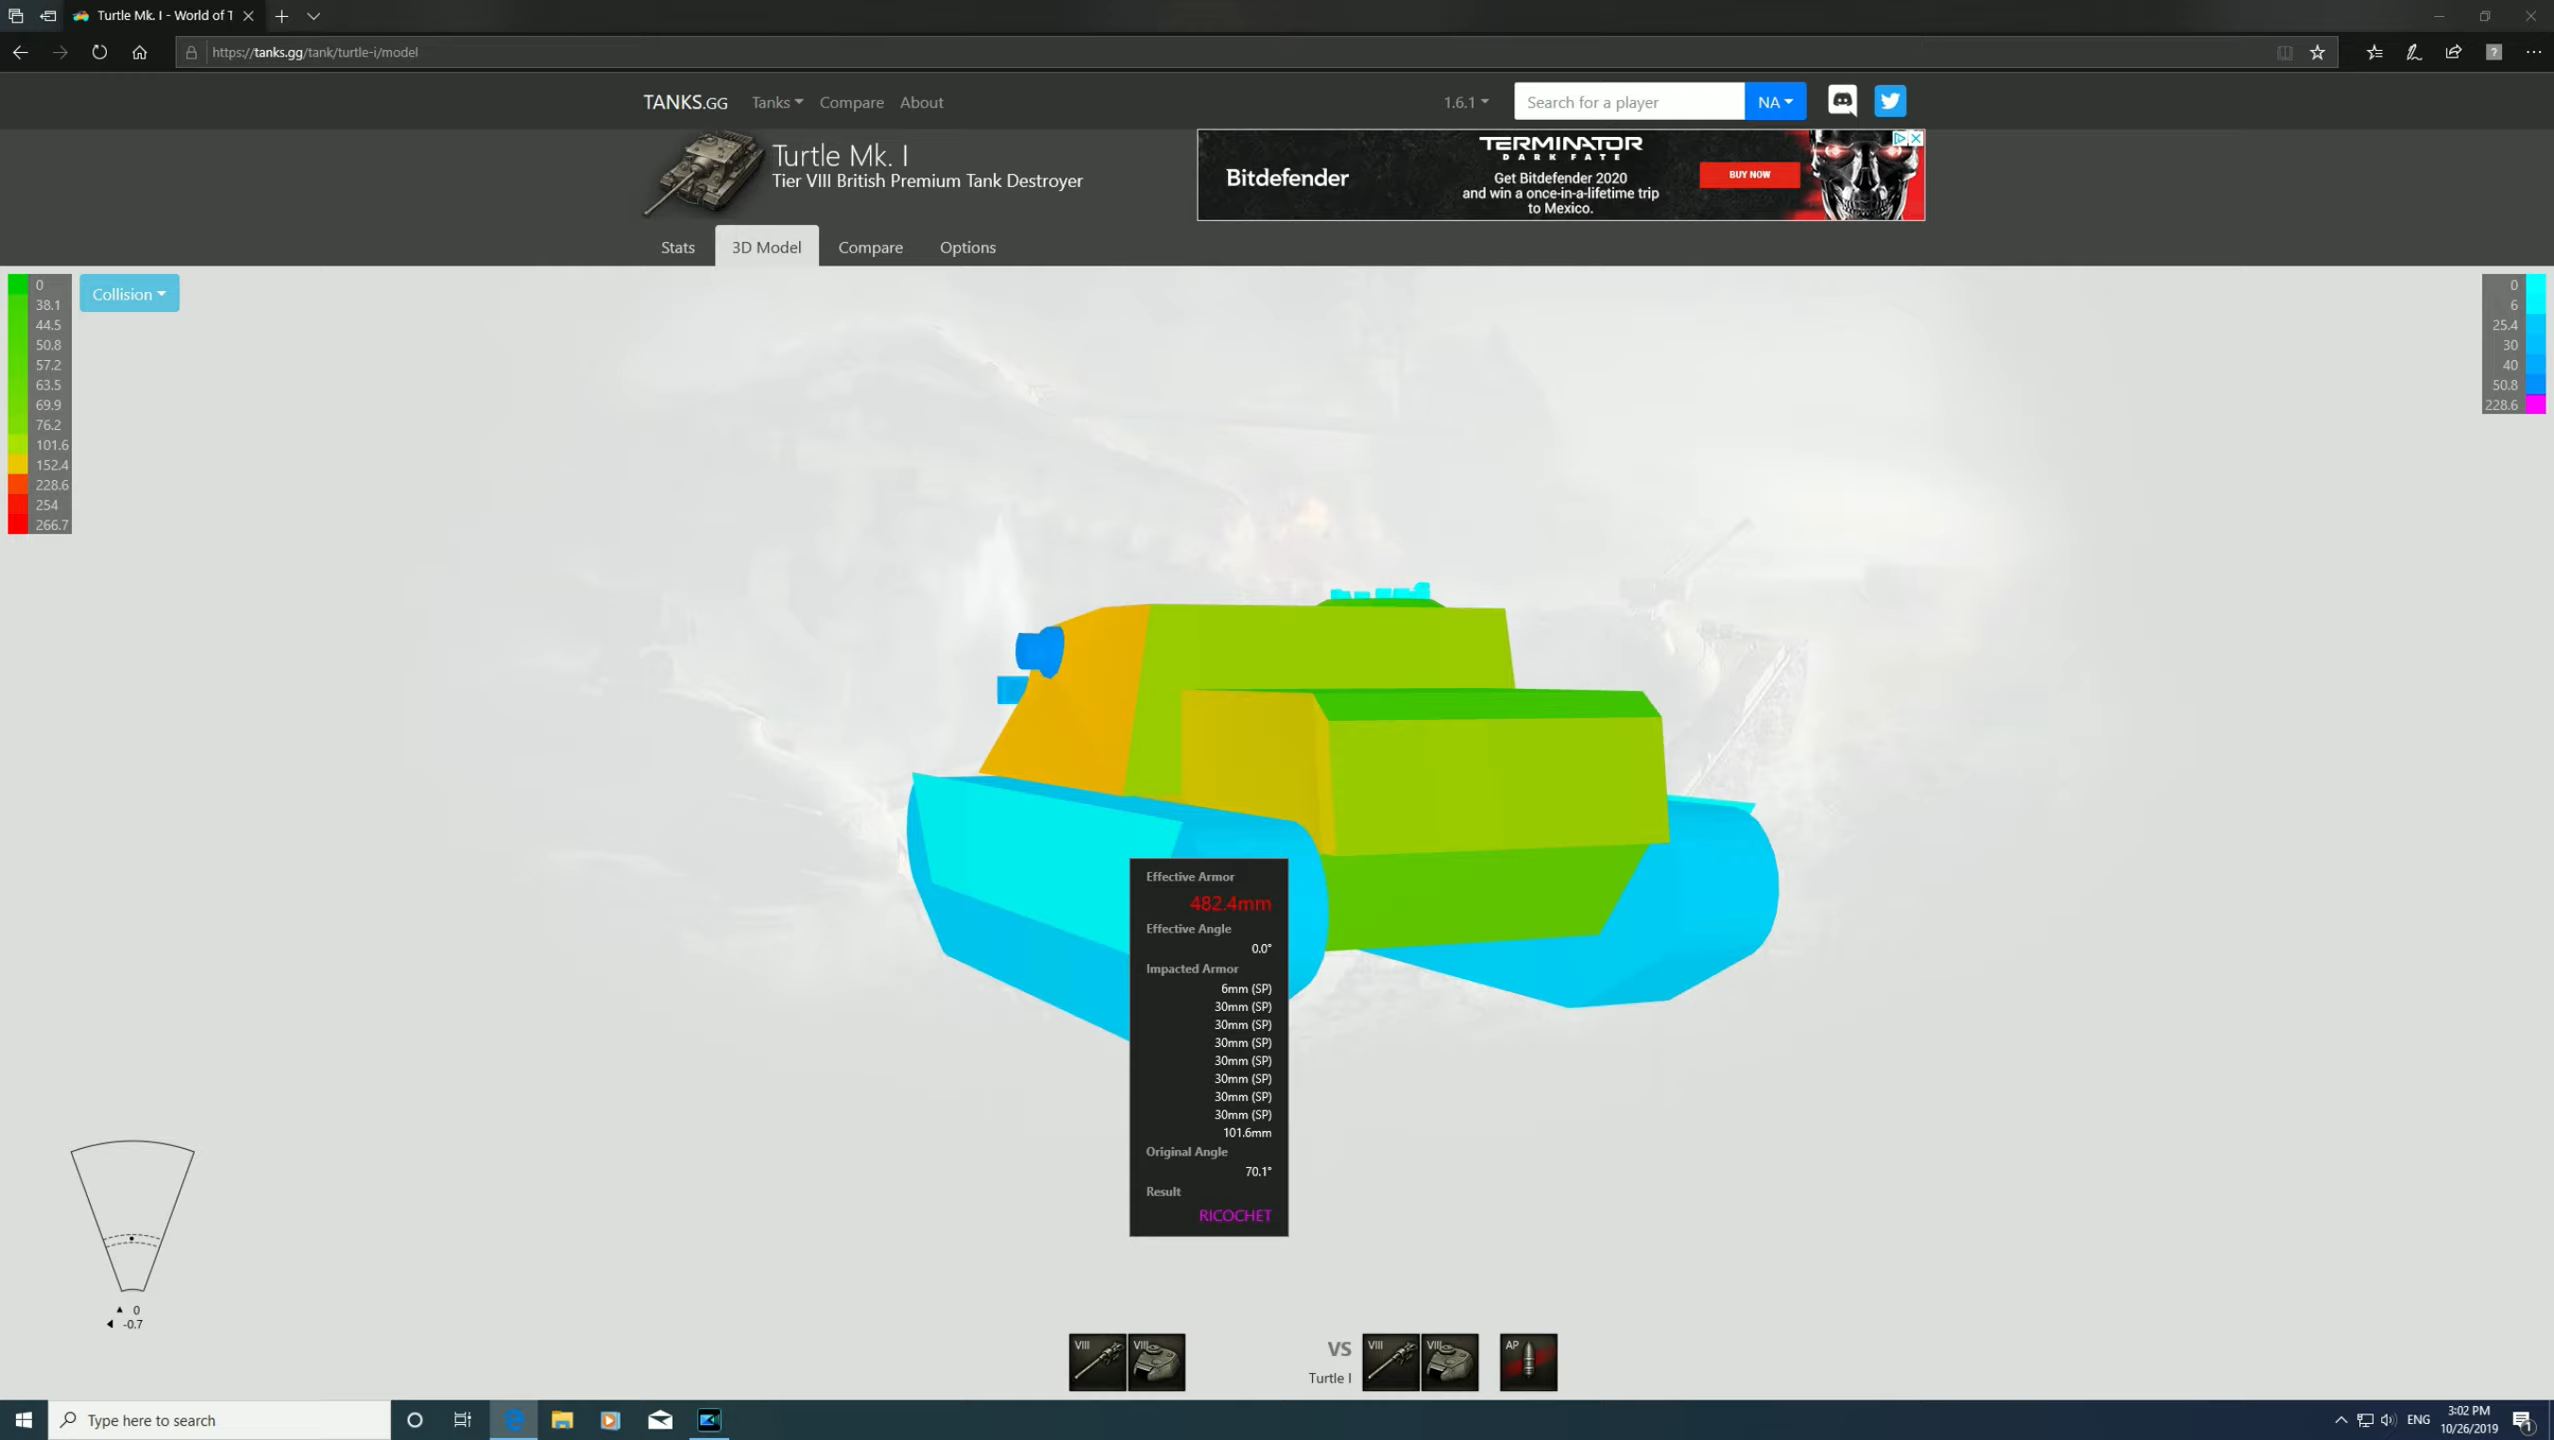 Turtle Mk. I - World of T
https://tanks.gg/tank/turtle-i/model
TANKS.GG
Tanks
Compare
About
1.6.1
Search for a player
NA
Turtle Mk. I
Tier VIII British Premium Tank Destroyer
Bitdefender
TERMINATOR
DARK FATE
Get Bitdefender 2020
and win a once-in-a-lifetime trip
to Mexico.
BUY NOW
Stats
3D Model
Compare
Options
0
38.1
44.5
50.8
57.2
63.5
69.9
76.2
101.6
152.4
228.6
254
266.7
Collision
0
6
25.4
30
40
50.8
228.6
Effective Armor
482.4mm
Effective Angle
0.0°
Impacted Armor
6mm (SP)
30mm (SP)
30mm (SP)
30mm (SP)
30mm (SP)
30mm (SP)
30mm (SP)
30mm (SP)
101.6mm
Original Angle
70.1°
Result
RICOCHET
0
-0.7
VIII
VIII
VS
Turtle I
VIII
VIII
AP
Type here to search
ENG
3:02 PM
10/26/2019
1